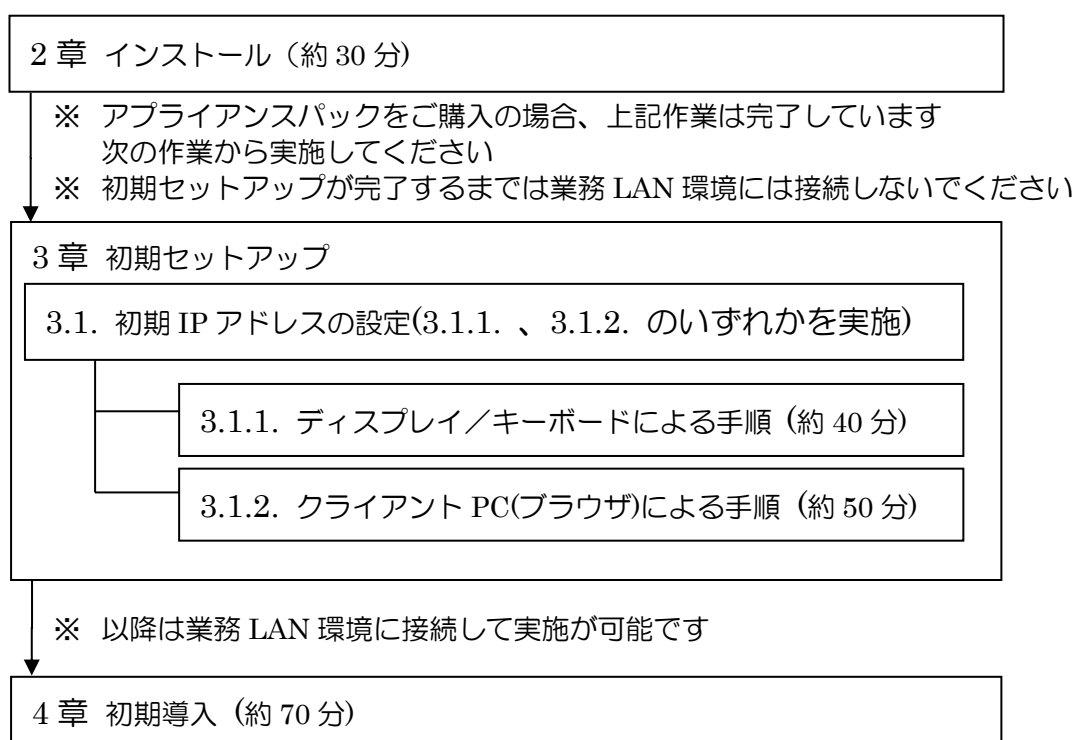 2 章 インストール（約 30 分)
※ アプライアンスパックをご購入の場合、上記作業は完了しています
次の作業から実施してください
※ 初期セットアップが完了するまでは業務 LAN 環境には接続しないでください
3 章 初期セットアップ
3.1. 初期 IP アドレスの設定(3.1.1. 、3.1.2. のいずれかを実施)
3.1.1. ディスプレイ／キーボードによる手順 (約 40 分)
3.1.2. クライアント PC(ブラウザ)による手順 (約 50 分)
※ 以降は業務 LAN 環境に接続して実施が可能です
4 章 初期導入 (約 70 分)